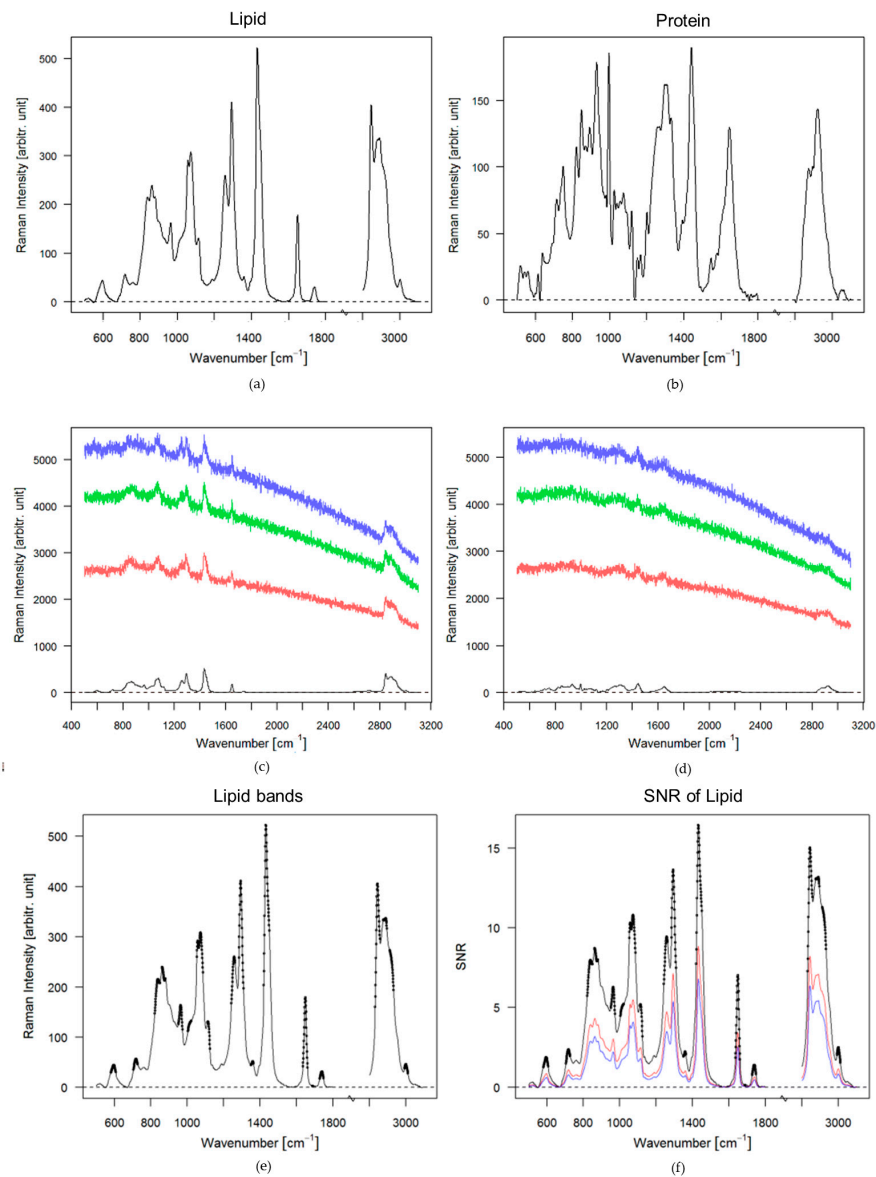 Lipid
Protein
Raman Intensity [arbitr. unit]
500
400
300
200
100
0
600 1000 1400 1800 3000
Wavenumber [cm⁻¹]
(a)
Raman Intensity [arbitr. unit]
150
100
50
0
600 800 1000 1400 1800 3000
Wavenumber [cm⁻¹]
(b)
Raman Intensity [arbitr. unit]
5000
4000
3000
2000
1000
0
400 800 1200 1600 2000 2400 2800 3200
Wavenumber [cm⁻¹]
(c)
Raman Intensity [arbitr. unit]
5000
4000
3000
2000
1000
0
400 800 1200 1600 2000 2400 2800 3200
Wavenumber [cm⁻¹]
(d)
Lipid bands
SNR of Lipid
Raman Intensity [arbitr. unit]
500
400
300
200
100
0
600 1000 1400 1800 3000
Wavenumber [cm⁻¹]
(e)
SNR
15
10
5
0
600 1000 1400 1800 3000
Wavenumber [cm⁻¹]
(f)